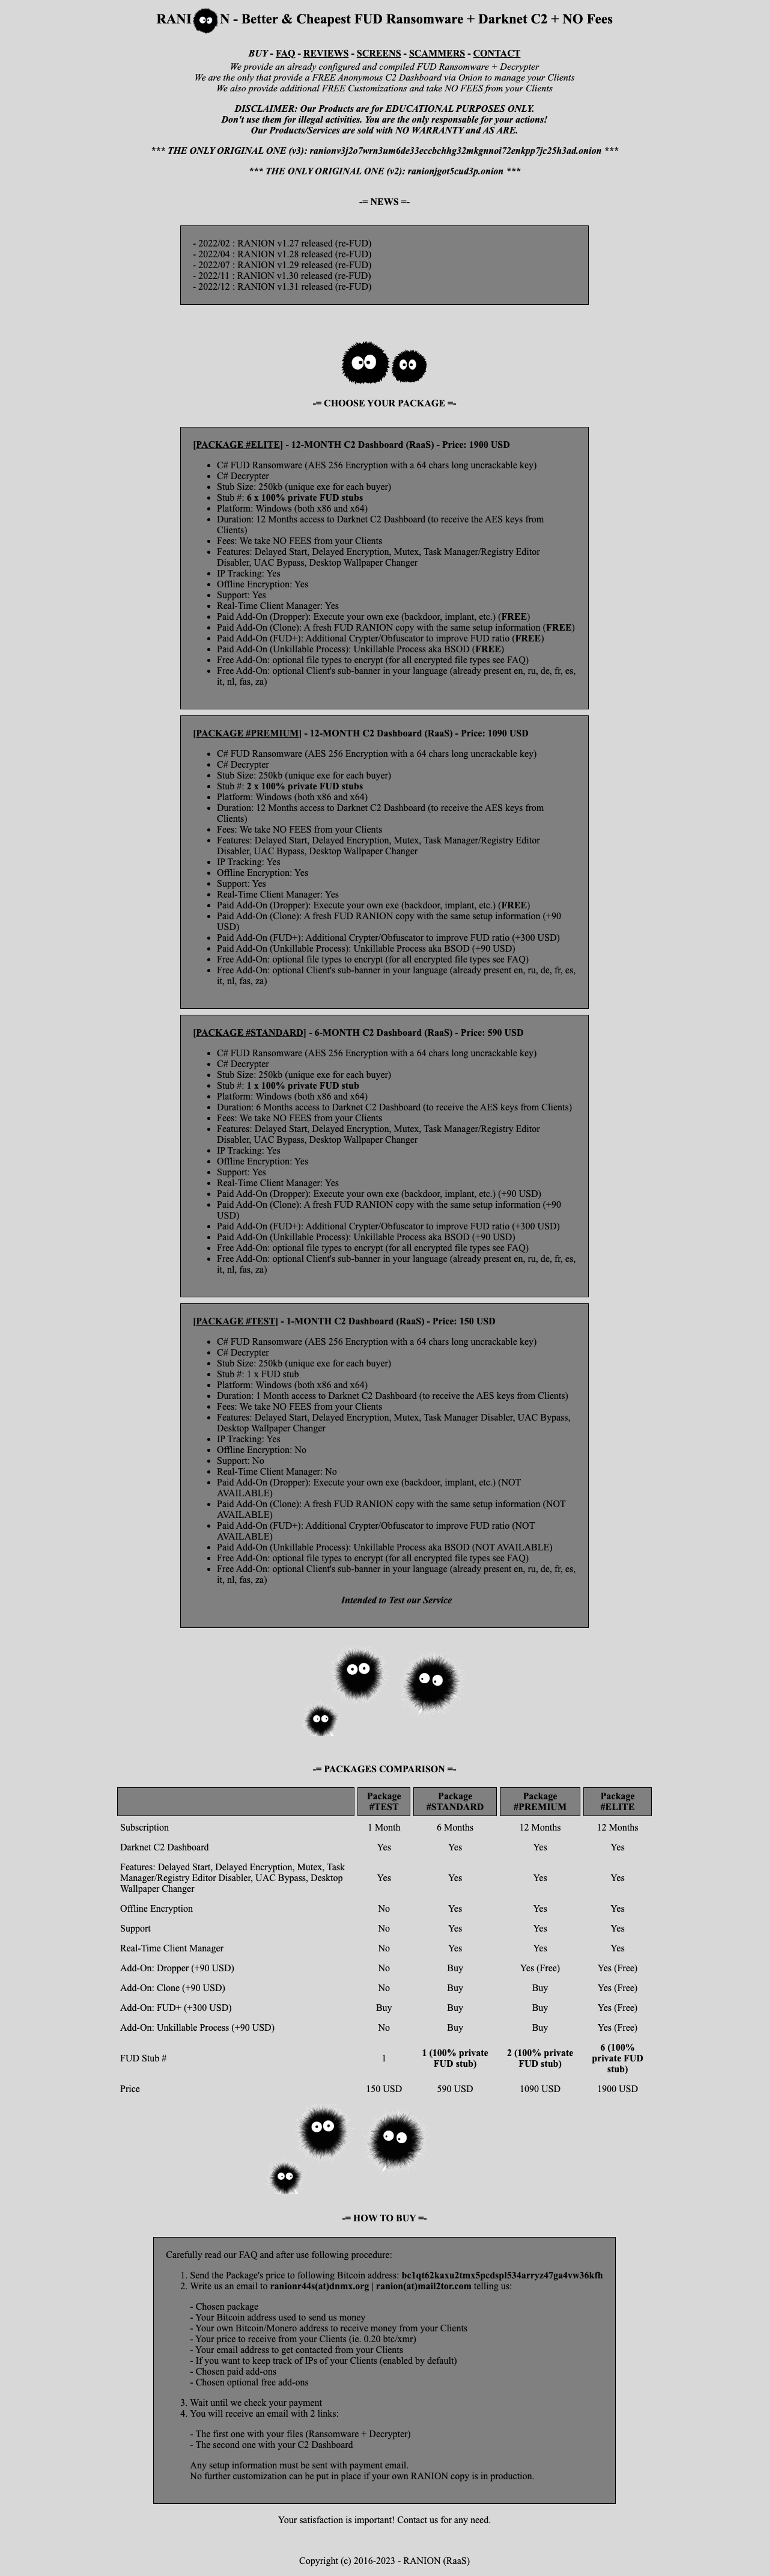 RANI N - Better & Cheapest FUD Ransomware + Darknet C2 + NO Fees
BUY - FAQ - REVIEWS - SCREENS - SCAMMERS - CONTACT
We provide an already configured and compiled FUD Ransomware + Decrypter
We are the only that provide a FREE Anonymous C2 Dashboard via Onion to manage your Clients
We also provide additional FREE Customizations and take NO FEES from your Clients
DISCLAIMER: Our Products are for EDUCATIONAL PURPOSES ONLY.
Don't use them for illegal activities. You are the only responsable for your actions!
Our Products/Services are sold with NO WARRANTY and AS ARE.
*** THE ONLY ORIGINAL ONE (v3): ranionv3j2o7wrn3um6de33eccbchhg32mkgnnoi72enkpp7jc25h3ad.onion ***
*** THE ONLY ORIGINAL ONE (v2): ranionjgot5cud3p.onion ***
-= NEWS =-
- 2022/02 : RANION v1.27 released (re-FUD)
- 2022/04 : RANION v1.28 released (re-FUD)
- 2022/07 : RANION v1.29 released (re-FUD)
- 2022/11 : RANION v1.30 released (re-FUD)
- 2022/12 : RANION v1.31 released (re-FUD)
-= CHOOSE YOUR PACKAGE =-
[PACKAGE #ELITE] - 12-MONTH C2 Dashboard (RaaS) - Price: 1900 USD
• C# FUD Ransomware (AES 256 Encryption with a 64 chars long uncrackable key)
• C# Decrypter
• Stub Size: 250kb (unique exe for each buyer)
• Stub #: 6 x 100% private FUD stubs
• Platform: Windows (both x86 and x64)
• Duration: 12 Months access to Darknet C2 Dashboard (to receive the AES keys from
Clients)
• Fees: We take NO FEES from your Clients
• Features: Delayed Start, Delayed Encryption, Mutex, Task Manager/Registry Editor
Disabler, UAC Bypass, Desktop Wallpaper Changer
• IP Tracking: Yes
• Offline Encryption: Yes
• Support: Yes
• Real-Time Client Manager: Yes
• Paid Add-On (Dropper): Execute your own exe (backdoor, implant, etc.) (FREE)
• Paid Add-On (Clone): A fresh FUD RANION copy with the same setup information (FREE)
• Paid Add-On (FUD+): Additional Crypter/Obfuscator to improve FUD ratio (FREE)
• Paid Add-On (Unkillable Process): Unkillable Process aka BSOD (FREE)
• Free Add-On: optional file types to encrypt (for all encrypted file types see FAQ)
• Free Add-On: optional Client's sub-banner in your language (already present en, ru, de, fr, es,
it, nl, fas, za)
[PACKAGE #PREMIUM] - 12-MONTH C2 Dashboard (RaaS) - Price: 1090 USD
• C# FUD Ransomware (AES 256 Encryption with a 64 chars long uncrackable key)
• C# Decrypter
• Stub Size: 250kb (unique exe for each buyer)
• Stub #: 2 x 100% private FUD stubs
• Platform: Windows (both x86 and x64)
• Duration: 12 Months access to Darknet C2 Dashboard (to receive the AES keys from
Clients)
• Fees: We take NO FEES from your Clients
• Features: Delayed Start, Delayed Encryption, Mutex, Task Manager/Registry Editor
Disabler, UAC Bypass, Desktop Wallpaper Changer
• IP Tracking: Yes
• Offline Encryption: Yes
• Support: Yes
• Real-Time Client Manager: Yes
• Paid Add-On (Dropper): Execute your own exe (backdoor, implant, etc.) (FREE)
• Paid Add-On (Clone): A fresh FUD RANION copy with the same setup information (+90
USD)
• Paid Add-On (FUD+): Additional Crypter/Obfuscator to improve FUD ratio (+300 USD)
• Paid Add-On (Unkillable Process): Unkillable Process aka BSOD (+90 USD)
• Free Add-On: optional file types to encrypt (for all encrypted file types see FAQ)
• Free Add-On: optional Client's sub-banner in your language (already present en, ru, de, fr, es,
it, nl, fas, za)
[PACKAGE #STANDARD] - 6-MONTH C2 Dashboard (RaaS) - Price: 590 USD
• C# FUD Ransomware (AES 256 Encryption with a 64 chars long uncrackable key)
• C# Decrypter
• Stub Size: 250kb (unique exe for each buyer)
• Stub #: 1 x 100% private FUD stub
• Platform: Windows (both x86 and x64)
• Duration: 6 Months access to Darknet C2 Dashboard (to receive the AES keys from Clients)
• Fees: We take NO FEES from your Clients
• Features: Delayed Start, Delayed Encryption, Mutex, Task Manager/Registry Editor
Disabler, UAC Bypass, Desktop Wallpaper Changer
• IP Tracking: Yes
• Offline Encryption: Yes
• Support: Yes
• Real-Time Client Manager: Yes
• Paid Add-On (Dropper): Execute your own exe (backdoor, implant, etc.) (+90 USD)
• Paid Add-On (Clone): A fresh FUD RANION copy with the same setup information (+90
USD)
• Paid Add-On (FUD+): Additional Crypter/Obfuscator to improve FUD ratio (+300 USD)
• Paid Add-On (Unkillable Process): Unkillable Process aka BSOD (+90 USD)
• Free Add-On: optional file types to encrypt (for all encrypted file types see FAQ)
• Free Add-On: optional Client's sub-banner in your language (already present en, ru, de, fr, es,
it, nl, fas, za)
[PACKAGE #TEST] - 1-MONTH C2 Dashboard (RaaS) - Price: 150 USD
• C# FUD Ransomware (AES 256 Encryption with a 64 chars long uncrackable key)
• C# Decrypter
• Stub Size: 250kb (unique exe for each buyer)
• Stub #: 1 x FUD stub
• Platform: Windows (both x86 and x64)
• Duration: 1 Month access to Darknet C2 Dashboard (to receive the AES keys from Clients)
• Fees: We take NO FEES from your Clients
• Features: Delayed Start, Delayed Encryption, Mutex, Task Manager Disabler, UAC Bypass,
Desktop Wallpaper Changer
• IP Tracking: Yes
• Offline Encryption: No
• Support: No
• Real-Time Client Manager: No
• Paid Add-On (Dropper): Execute your own exe (backdoor, implant, etc.) (NOT
AVAILABLE)
• Paid Add-On (Clone): A fresh FUD RANION copy with the same setup information (NOT
AVAILABLE)
• Paid Add-On (FUD+): Additional Crypter/Obfuscator to improve FUD ratio (NOT
AVAILABLE)
• Paid Add-On (Unkillable Process): Unkillable Process aka BSOD (NOT AVAILABLE)
• Free Add-On: optional file types to encrypt (for all encrypted file types see FAQ)
• Free Add-On: optional Client's sub-banner in your language (already present en, ru, de, fr, es,
it, nl, fas, za)
Intended to Test our Service
-= PACKAGES COMPARISON =-
Package #TEST Package #STANDARD Package #PREMIUM Package #ELITE
Subscription 1 Month 6 Months 12 Months 12 Months
Darknet C2 Dashboard Yes Yes Yes Yes
Features: Delayed Start, Delayed Encryption, Mutex, Task
Manager/Registry Editor Disabler, UAC Bypass, Desktop
Wallpaper Changer Yes Yes Yes Yes
Offline Encryption No Yes Yes Yes
Support No Yes Yes Yes
Real-Time Client Manager No Yes Yes Yes
Add-On: Dropper (+90 USD) No Buy Yes (Free) Yes (Free)
Add-On: Clone (+90 USD) No Buy Buy Yes (Free)
Add-On: FUD+ (+300 USD) Buy Buy Buy Yes (Free)
Add-On: Unkillable Process (+90 USD) No Buy Buy Yes (Free)
FUD Stub # 1 1 (100% private FUD stub) 2 (100% private FUD stub) 6 (100% private FUD stub)
Price 150 USD 590 USD 1090 USD 1900 USD
-= HOW TO BUY =-
Carefully read our FAQ and after use following procedure:
1. Send the Package's price to following Bitcoin address: bc1qt62kaxu2tmx5pcdspl534arryz47ga4vw36kfh
2. Write us an email to ranionr44s(at)dnmx.org | ranion(at)mail2tor.com telling us:
- Chosen package
- Your Bitcoin address used to send us money
- Your own Bitcoin/Monero address to receive money from your Clients
- Your price to receive from your Clients (ie. 0.20 btc/xmr)
- Your email address to get contacted from your Clients
- If you want to keep track of IPs of your Clients (enabled by default)
- Chosen paid add-ons
- Chosen optional free add-ons
3. Wait until we check your payment
4. You will receive an email with 2 links:
- The first one with your files (Ransomware + Decrypter)
- The second one with your C2 Dashboard
Any setup information must be sent with payment email.
No further customization can be put in place if your own RANION copy is in production.
Your satisfaction is important! Contact us for any need.
Copyright (c) 2016-2023 - RANION (RaaS)